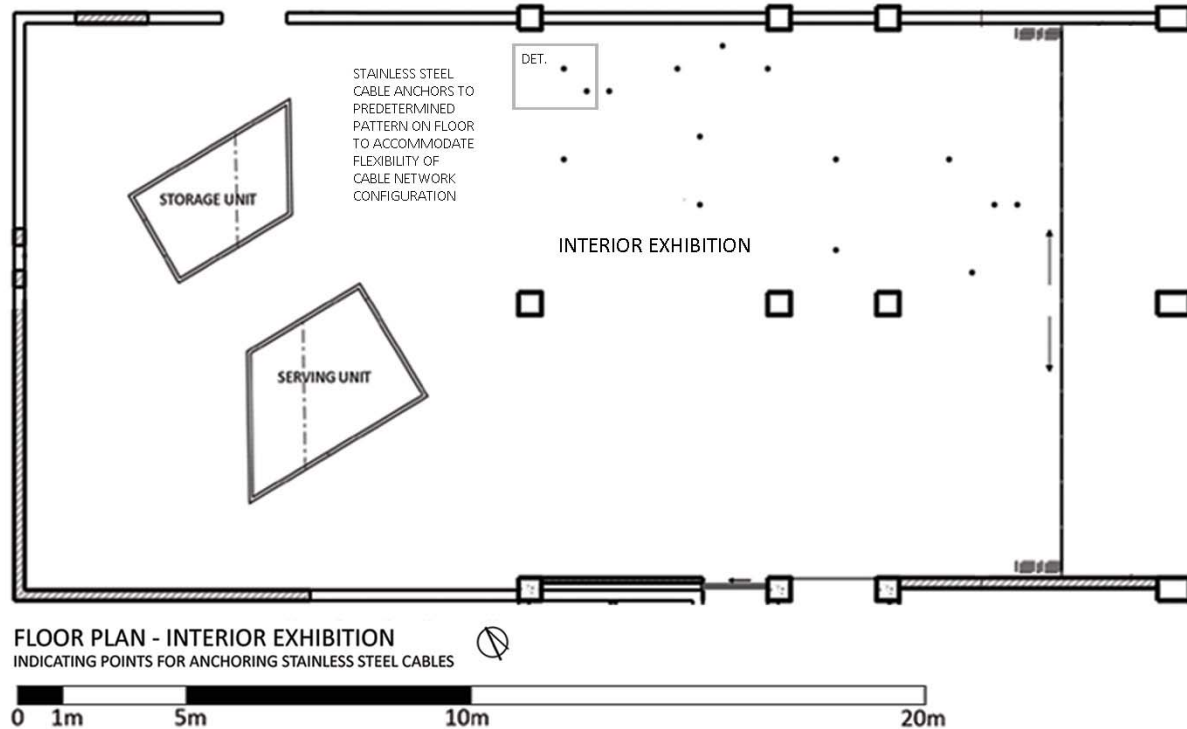 DET.
STAINLESS STEEL
CABLE ANCHORS TO
PREDETERMINED
PATTERN ON FLOOR
TO ACCOMMODATE
FLEXIBILITY OF
CABLE NETWORK
CONFIGURATION
STORAGE UNIT
INTERIOR EXHIBITION
SERVING UNIT
FLOOR PLAN - INTERIOR EXHIBITION
INDICATING POINTS FOR ANCHORING STAINLESS STEEL CABLES
0 1m 5m 10m 20m